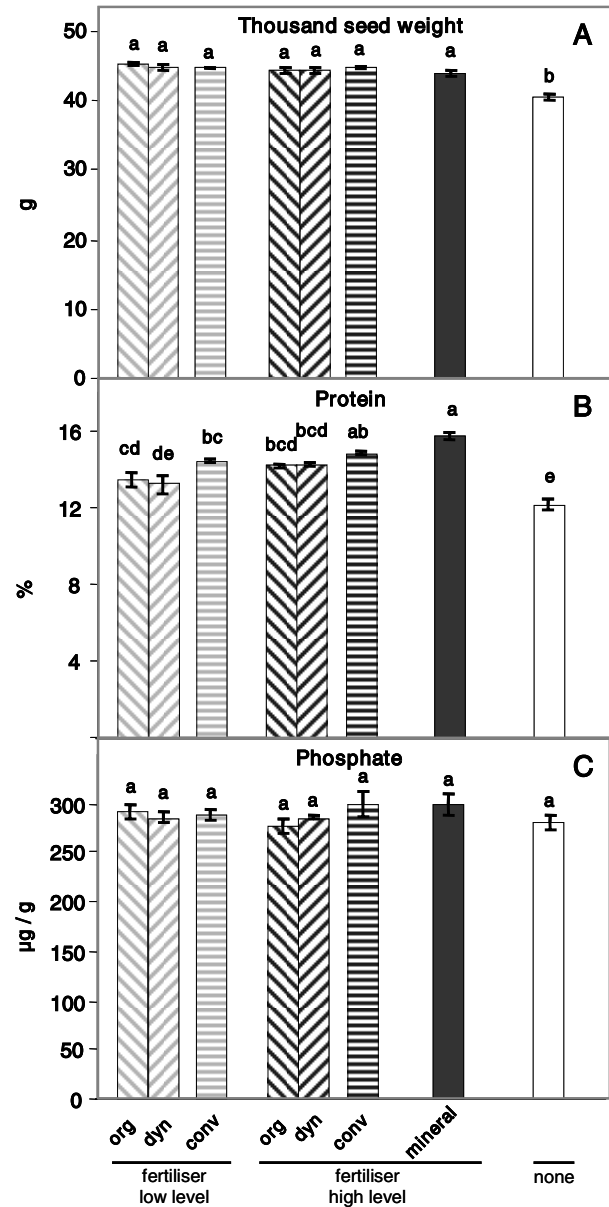 Thousand seed weight
A
50
40
30
20
10
0
g
a a a a a a a b
Protein
B
16
12
8
4
%
cd de bc bcd bcd ab a e
Phosphate
C
300
250
200
150
100
50
0
µg / g
a a a a a a a a
org dyn conv org dyn conv mineral
fertiliser
low level
fertiliser
high level
none